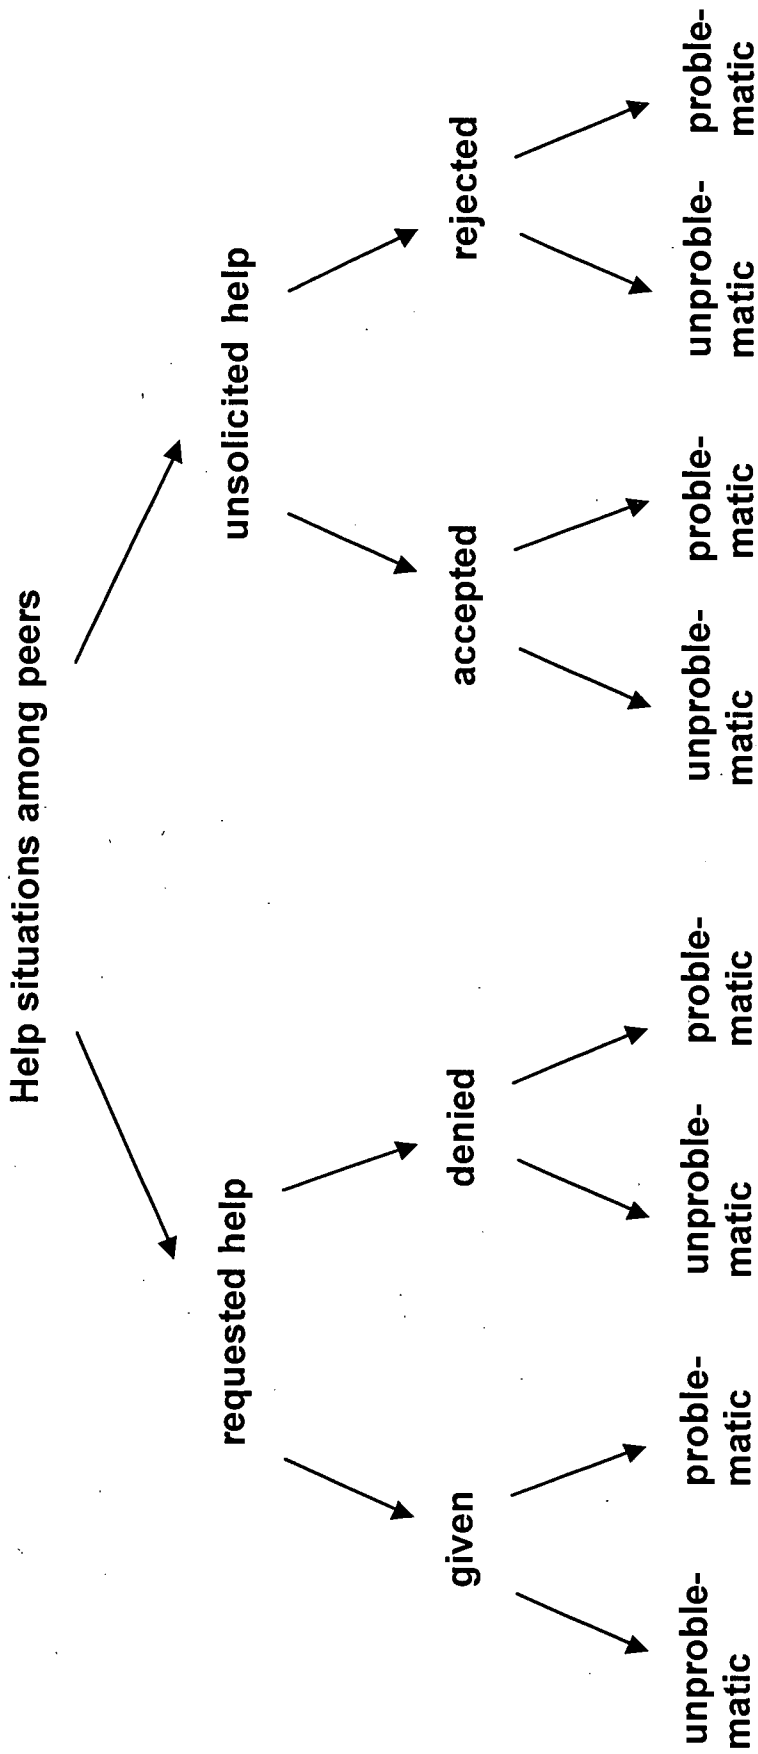 Help situations among peers
requested help
unsolicited help
given
denied
accepted
rejected
unproble-
matic
proble-
matic
unproble-
matic
proble-
matic
unproble-
matic
proble-
matic
unproble-
matic
proble-
matic